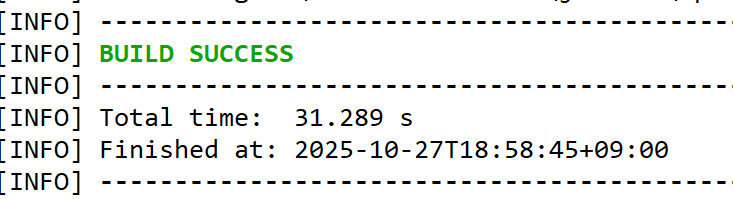 [INFO] ------------------------------------------
[INFO] BUILD SUCCESS
[INFO] ------------------------------------------
[INFO] Total time:  31.289 s
[INFO] Finished at: 2025-10-27T18:58:45+09:00
[INFO] ------------------------------------------